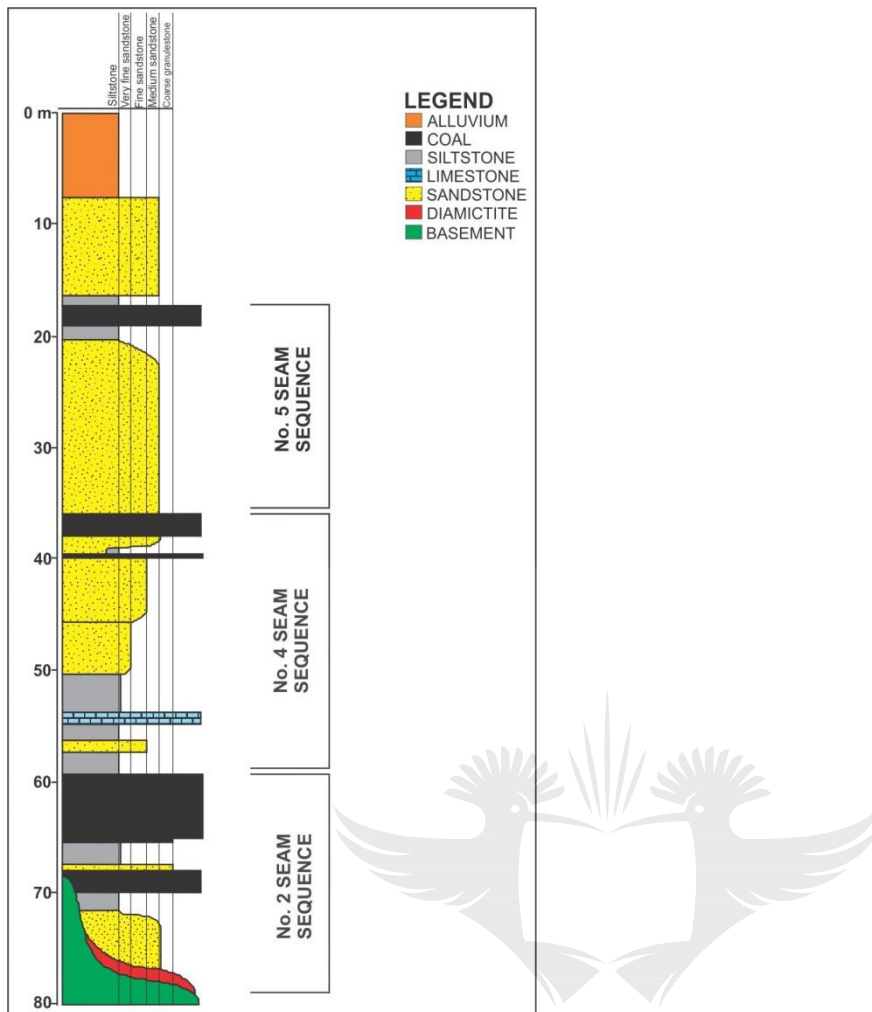 Siltstone
Very fine sandstone
Fine sandstone
Medium sandstone
Coarse granulestone
0 m
10
20
30
40
50
60
70
80
LEGEND
ALLUVIUM
COAL
SILTSTONE
LIMESTONE
SANDSTONE
DIAMICTITE
BASEMENT
No. 5 SEAM
SEQUENCE
No. 4 SEAM
SEQUENCE
No. 2 SEAM
SEQUENCE